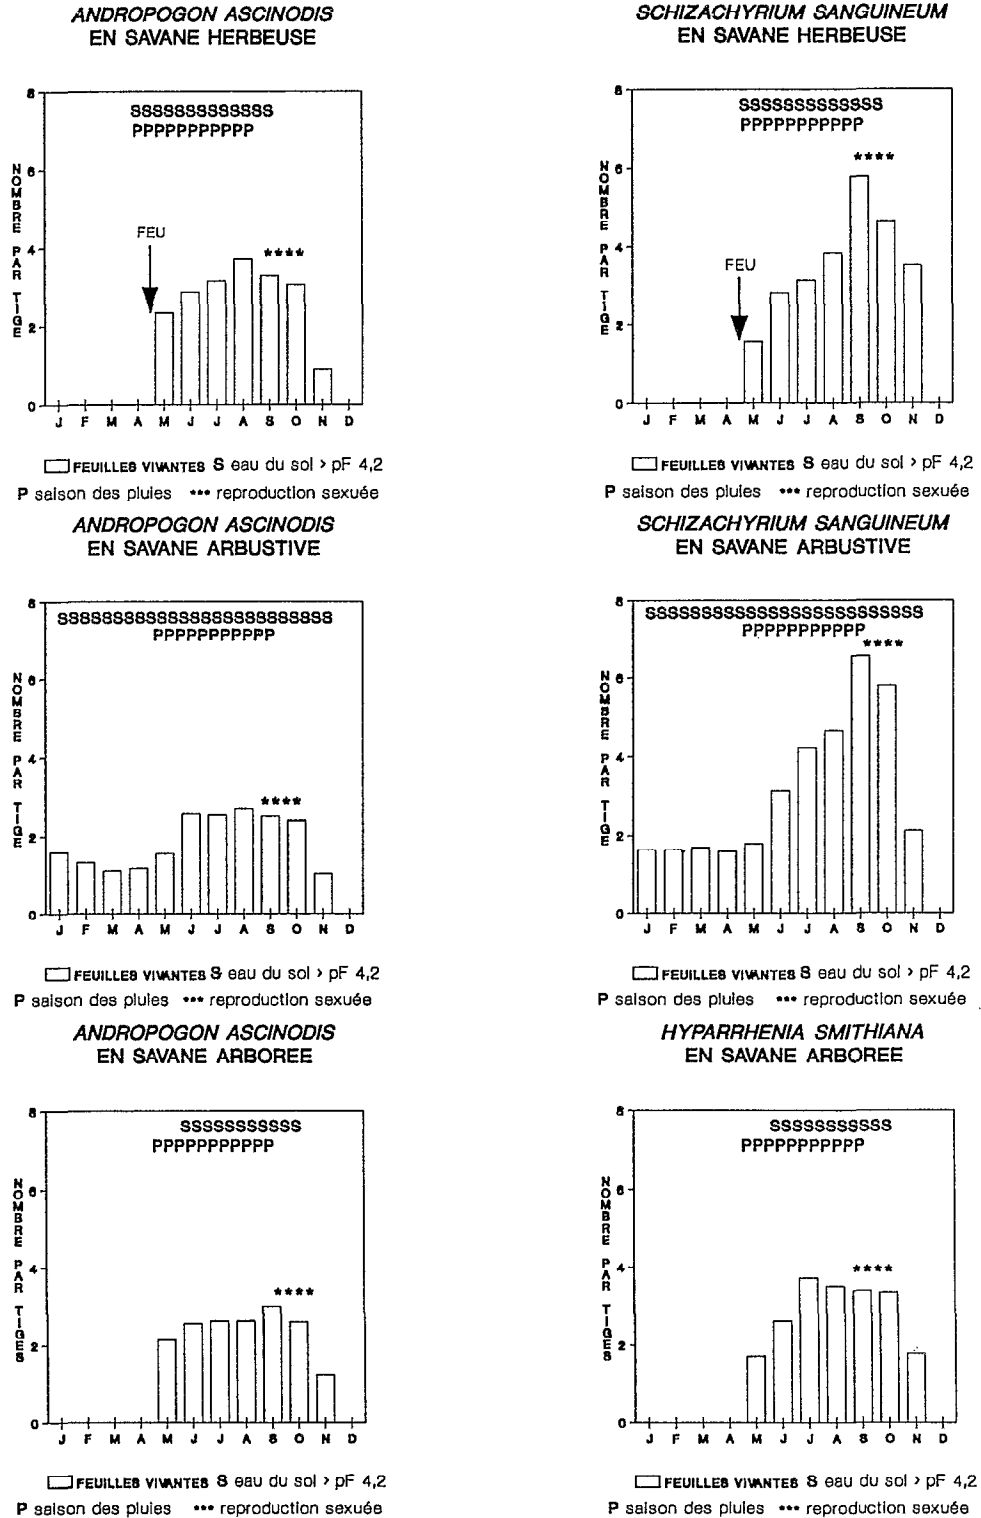 ANDROPOGON ASCINODIS
EN SAVANE HERBEUSE
8
SSSSSSSSSSSSS
PPPPPPPPPPP
6
FEU
4
****
2
0
NOMBRE PAR TIGE
J F M A M J J A S O N D
FEUILLES VIVANTES S eau du sol > pF 4,2
P saison des pluies *** reproduction sexuée
SCHIZACHYRIUM SANGUINEUM
EN SAVANE HERBEUSE
8
SSSSSSSSSSSSS
PPPPPPPPPPP
****
6
4
FEU
2
0
NOMBRE PAR TIGE
J F M A M J J A S O N D
FEUILLES VIVANTES S eau du sol > pF 4,2
P saison des pluies *** reproduction sexuée
ANDROPOGON ASCINODIS
EN SAVANE ARBUSTIVE
8
SSSSSSSSSSSSSSSSSSSSSSSSS
PPPPPPPPPPP
6
4
****
2
0
NOMBRE PAR TIGE
J F M A M J J A S O N D
FEUILLES VIVANTES S eau du sol > pF 4,2
P saison des pluies *** reproduction sexuée
SCHIZACHYRIUM SANGUINEUM
EN SAVANE ARBUSTIVE
8
SSSSSSSSSSSSSSSSSSSSSSSSS
PPPPPPPPPPP
****
6
4
2
0
NOMBRE PAR TIGE
J F M A M J J A S O N D
FEUILLES VIVANTES S eau du sol > pF 4,2
P saison des pluies *** reproduction sexuée
ANDROPOGON ASCINODIS
EN SAVANE ARBOREE
8
SSSSSSSSSSS
PPPPPPPPPPP
6
4
****
2
0
NOMBRE PAR TIGES
J F M A M J J A S O N D
FEUILLES VIVANTES S eau du sol > pF 4,2
P saison des pluies *** reproduction sexuée
HYPARRHENIA SMITHIANA
EN SAVANE ARBOREE
8
SSSSSSSSSSS
PPPPPPPPPPP
6
4
****
2
0
NOMBRE PAR TIGES
J F M A M J J A S O N D
FEUILLES VIVANTES S eau du sol > pF 4,2
P saison des pluies *** reproduction sexuée